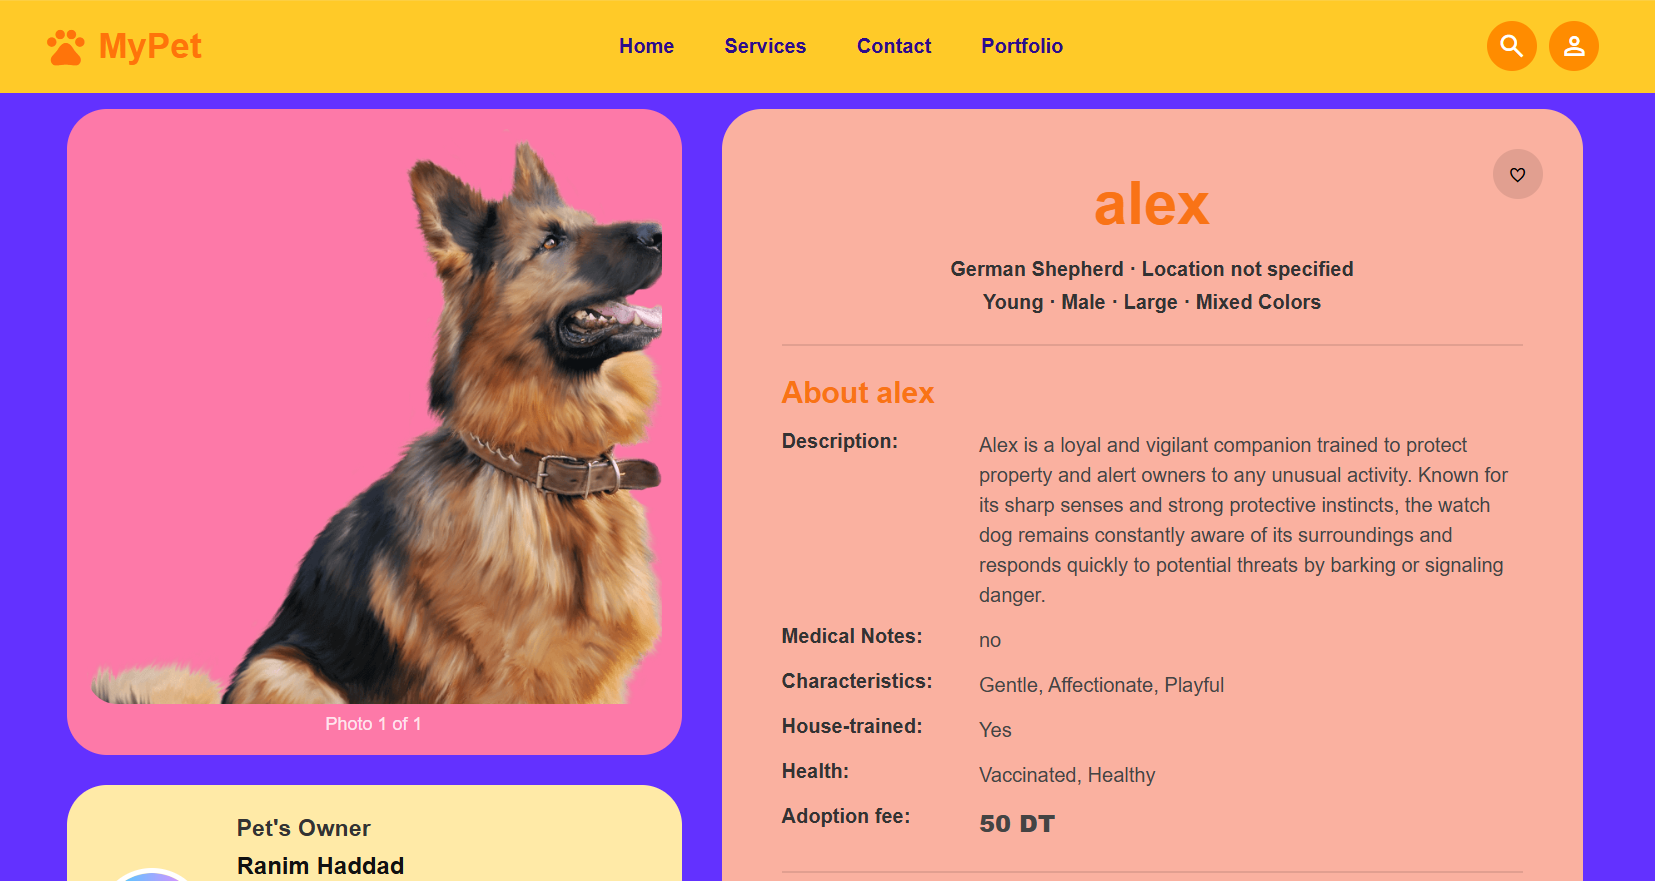 MyPet
Home
Services
Contact
Portfolio
Photo 1 of 1
Pet's Owner
Ranim Haddad
alex
German Shepherd · Location not specified
Young · Male · Large · Mixed Colors
About alex
Description:
Alex is a loyal and vigilant companion trained to protect
property and alert owners to any unusual activity. Known for
its sharp senses and strong protective instincts, the watch
dog remains constantly aware of its surroundings and
responds quickly to potential threats by barking or signaling
danger.
Medical Notes:
no
Characteristics:
Gentle, Affectionate, Playful
House-trained:
Yes
Health:
Vaccinated, Healthy
Adoption fee:
50 DT